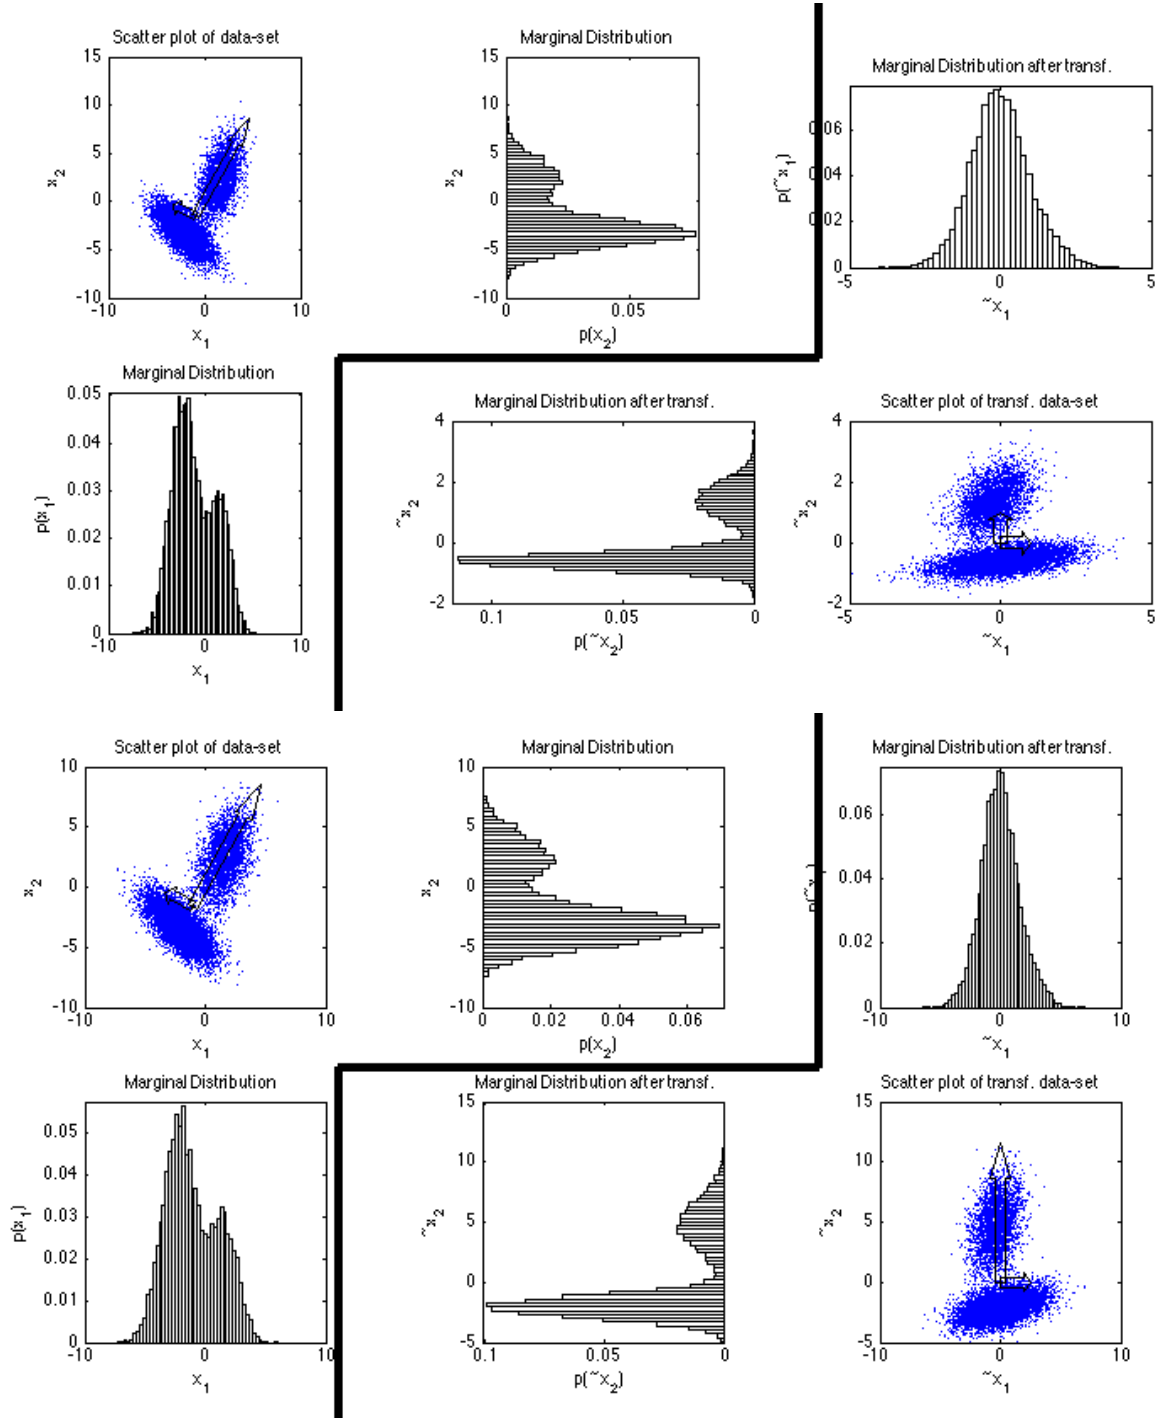 Scatter plot of data-set
15
10
5
0
-5
-10
x₂
-10 0 10
x₁
Marginal Distribution
15
10
5
0
-5
-10
x₂
0 0.05
p(x₂)
Marginal Distribution after transf.
0.06
0.04
0.02
0
p(~x₁)
-5 0 5
~x₁
Marginal Distribution
0.05
0.04
0.03
0.02
0.01
0
p(x₁)
-10 0 10
x₁
Marginal Distribution after transf.
4
2
0
-2
~x₂
0.1 0.05 0
p(~x₂)
Scatter plot of transf. data-set
4
2
0
-2
~x₂
-5 0 5
~x₁
Scatter plot of data-set
10
5
0
-5
-10
x₂
-10 0 10
x₁
Marginal Distribution
10
5
0
-5
-10
x₂
0 0.02 0.04 0.06
p(x₂)
Marginal Distribution after transf.
0.06
0.04
0.02
0
-10 0 10
~x₁
Marginal Distribution
0.05
0.04
0.03
0.02
0.01
0
p(x₁)
-10 0 10
x₁
Marginal Distribution after transf.
15
10
5
0
-5
~x₂
0.1 0.05 0
p(~x₂)
Scatter plot of transf. data-set
15
10
5
0
-5
~x₂
-10 0 10
~x₁